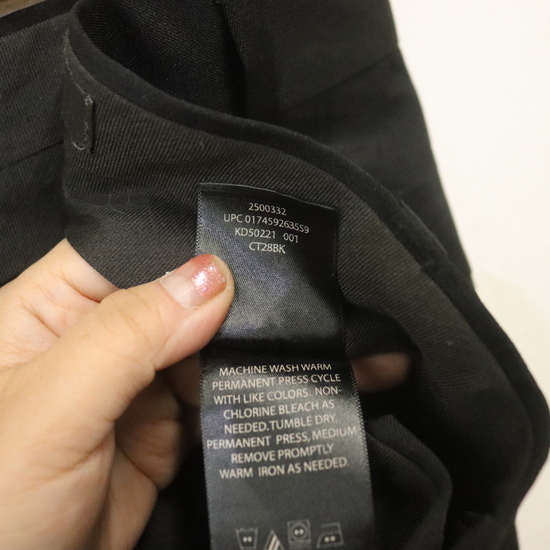 2500332
UPC 017459263559
KD50221 001
CT28BK
MACHINE WASH WARM
PERMANENT PRESS CYCLE
WITH LIKE COLORS. NON-
CHLORINE BLEACH AS
NEEDED.TUMBLE DRY,
PERMANENT PRESS, MEDIUM
REMOVE PROMPTLY
WARM IRON AS NEEDED.